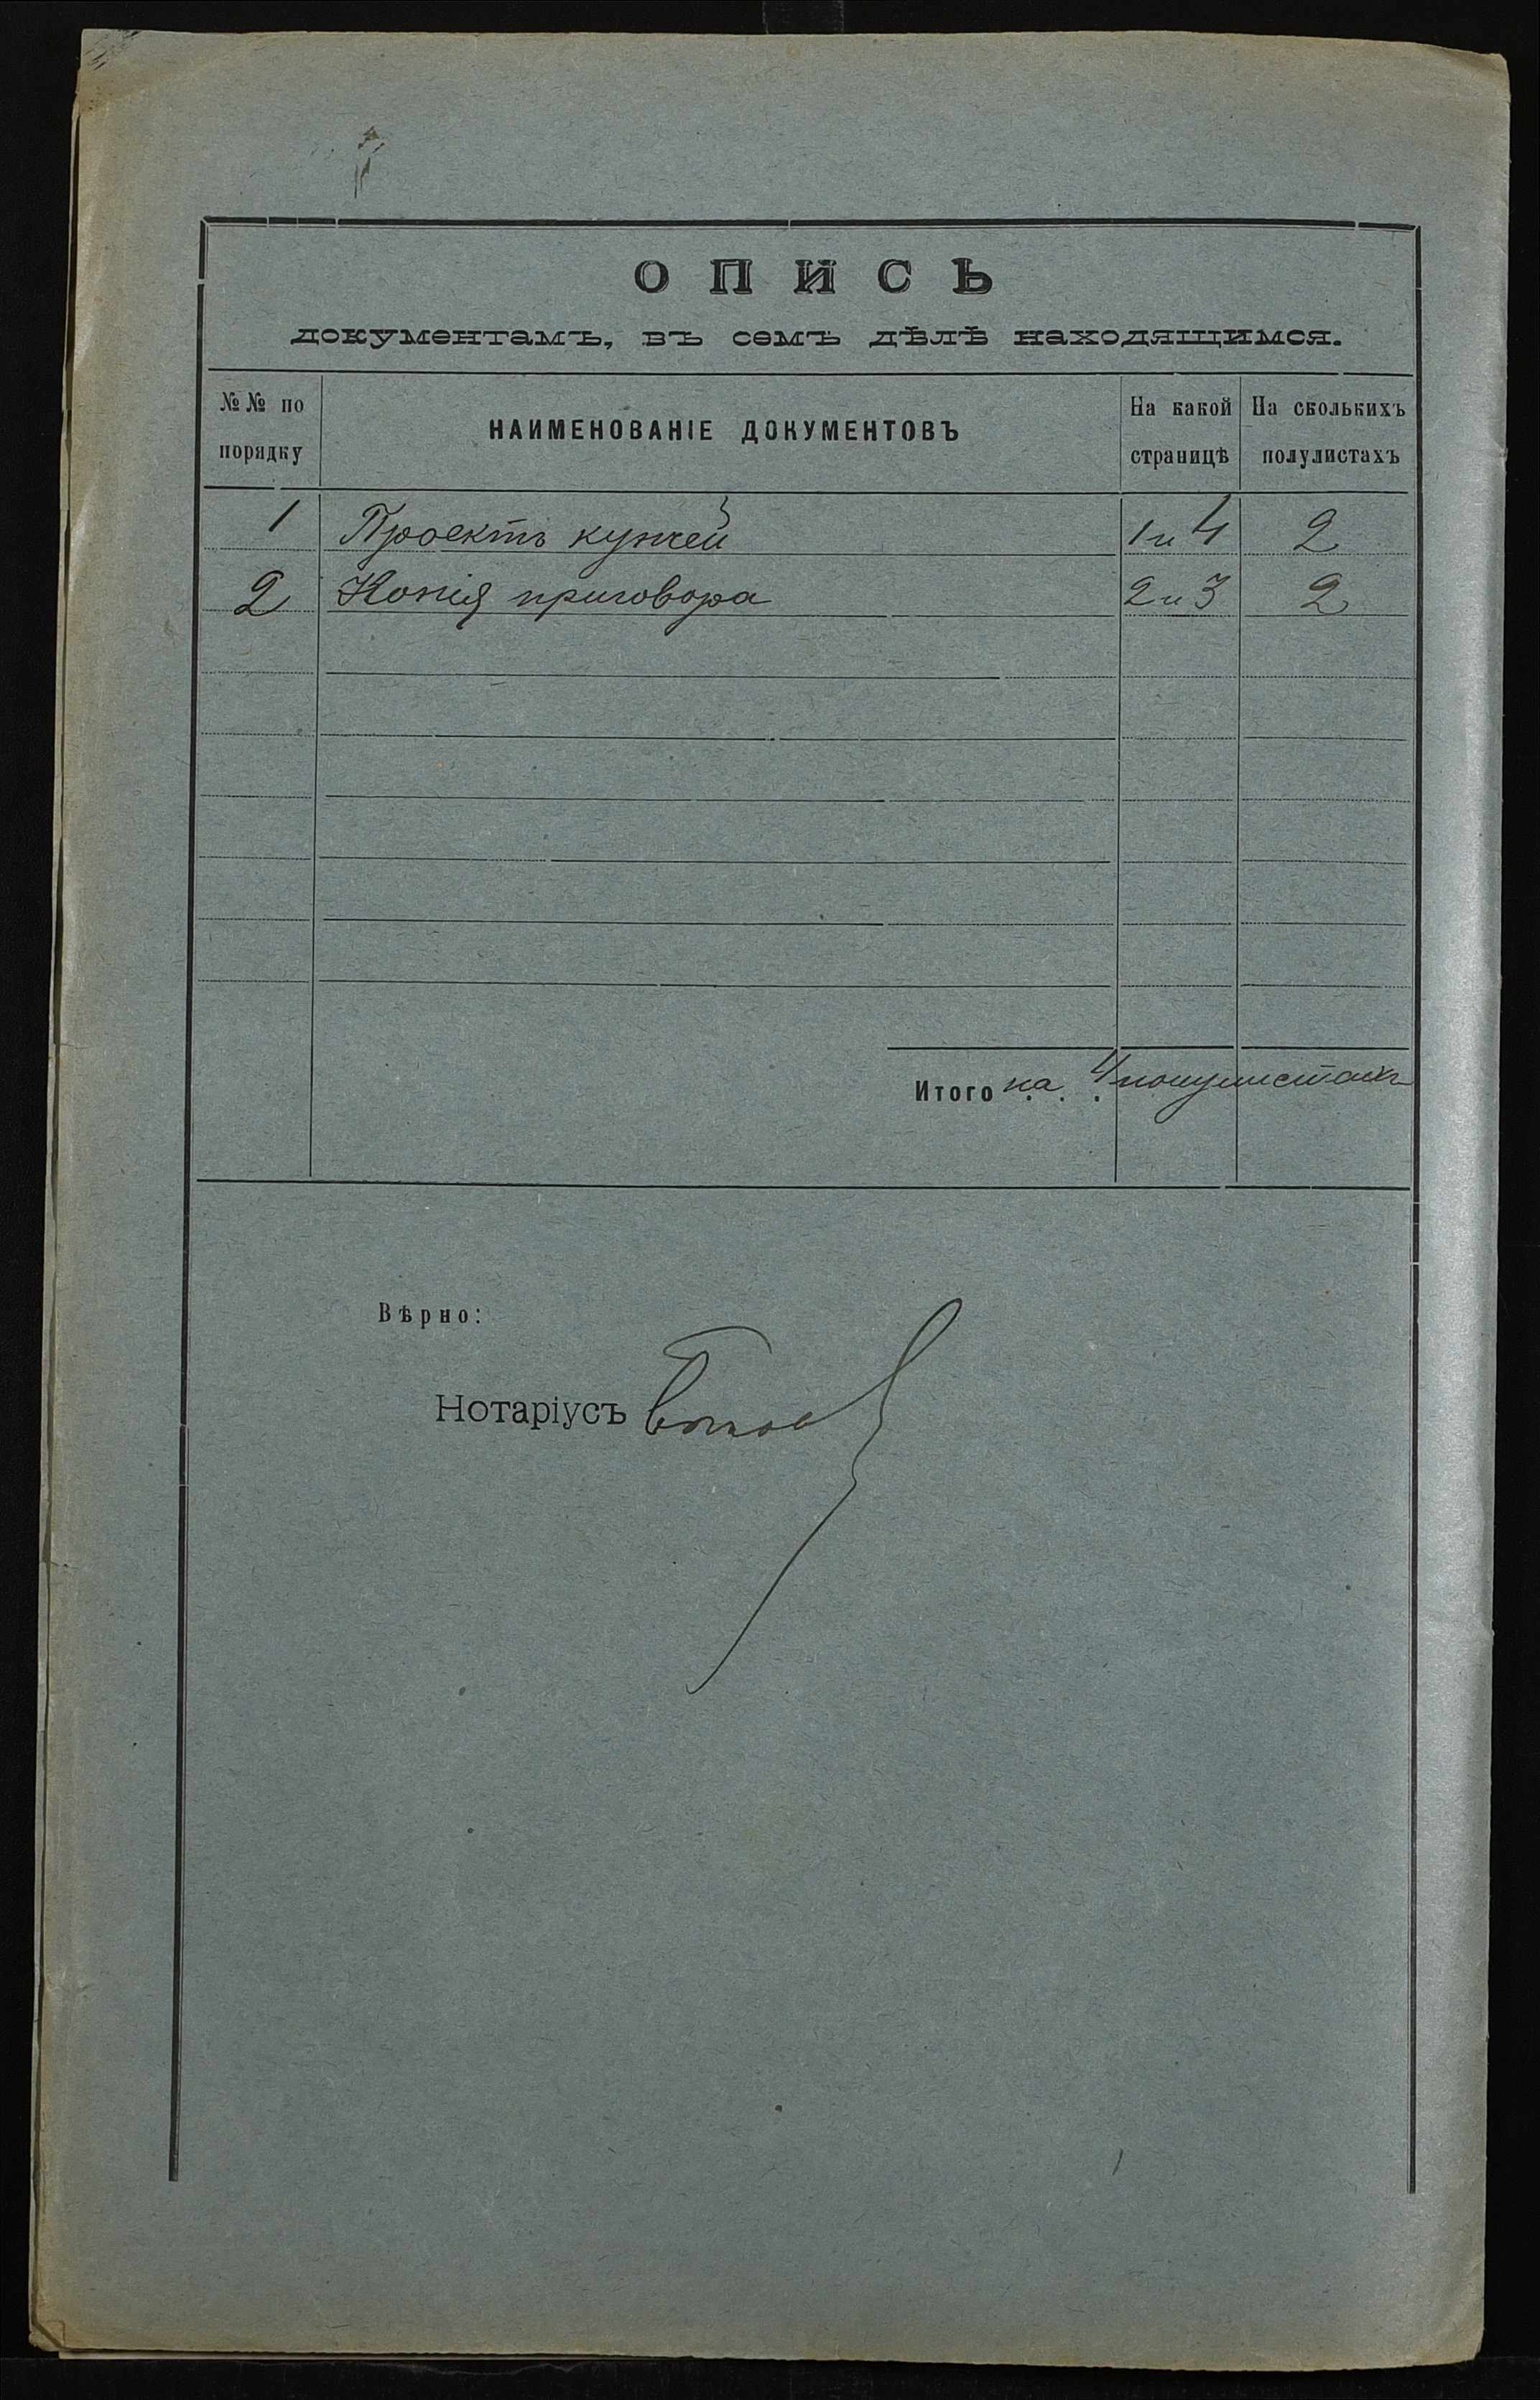 ОПИСЬ
документамъ, въ семъ дѣлѣ находящимся.
№№ по порядку
НАИМЕНОВАНІЕ ДОКУМЕНТОВЪ
На какой страницѣ
На сколькихъ полулистахъ
1 Проектъ купчей 1 и 4 2
2 Копія приговора 2 и 3 2
Итого на 4 полулистахъ
Вѣрно:
Нотаріусъ